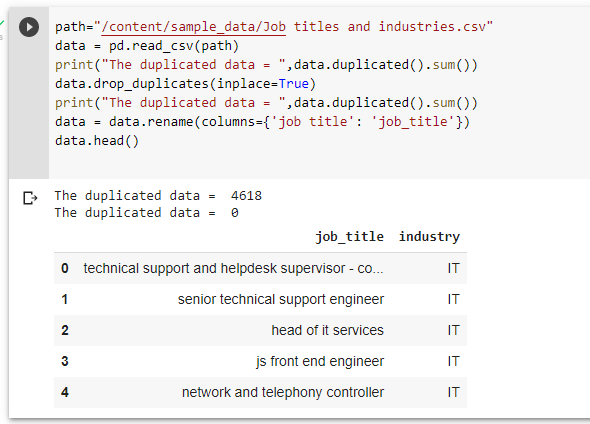 path="/content/sample_data/Job titles and industries.csv"
data = pd.read_csv(path)
print("The duplicated data = ",data.duplicated().sum())
data.drop_duplicates(inplace=True)
print("The duplicated data = ",data.duplicated().sum())
data = data.rename(columns={'job title': 'job_title'})
data.head()
The duplicated data =  4618
The duplicated data =  0
job_title industry
0 technical support and helpdesk supervisor - co... IT
1 senior technical support engineer IT
2 head of it services IT
3 js front end engineer IT
4 network and telephony controller IT